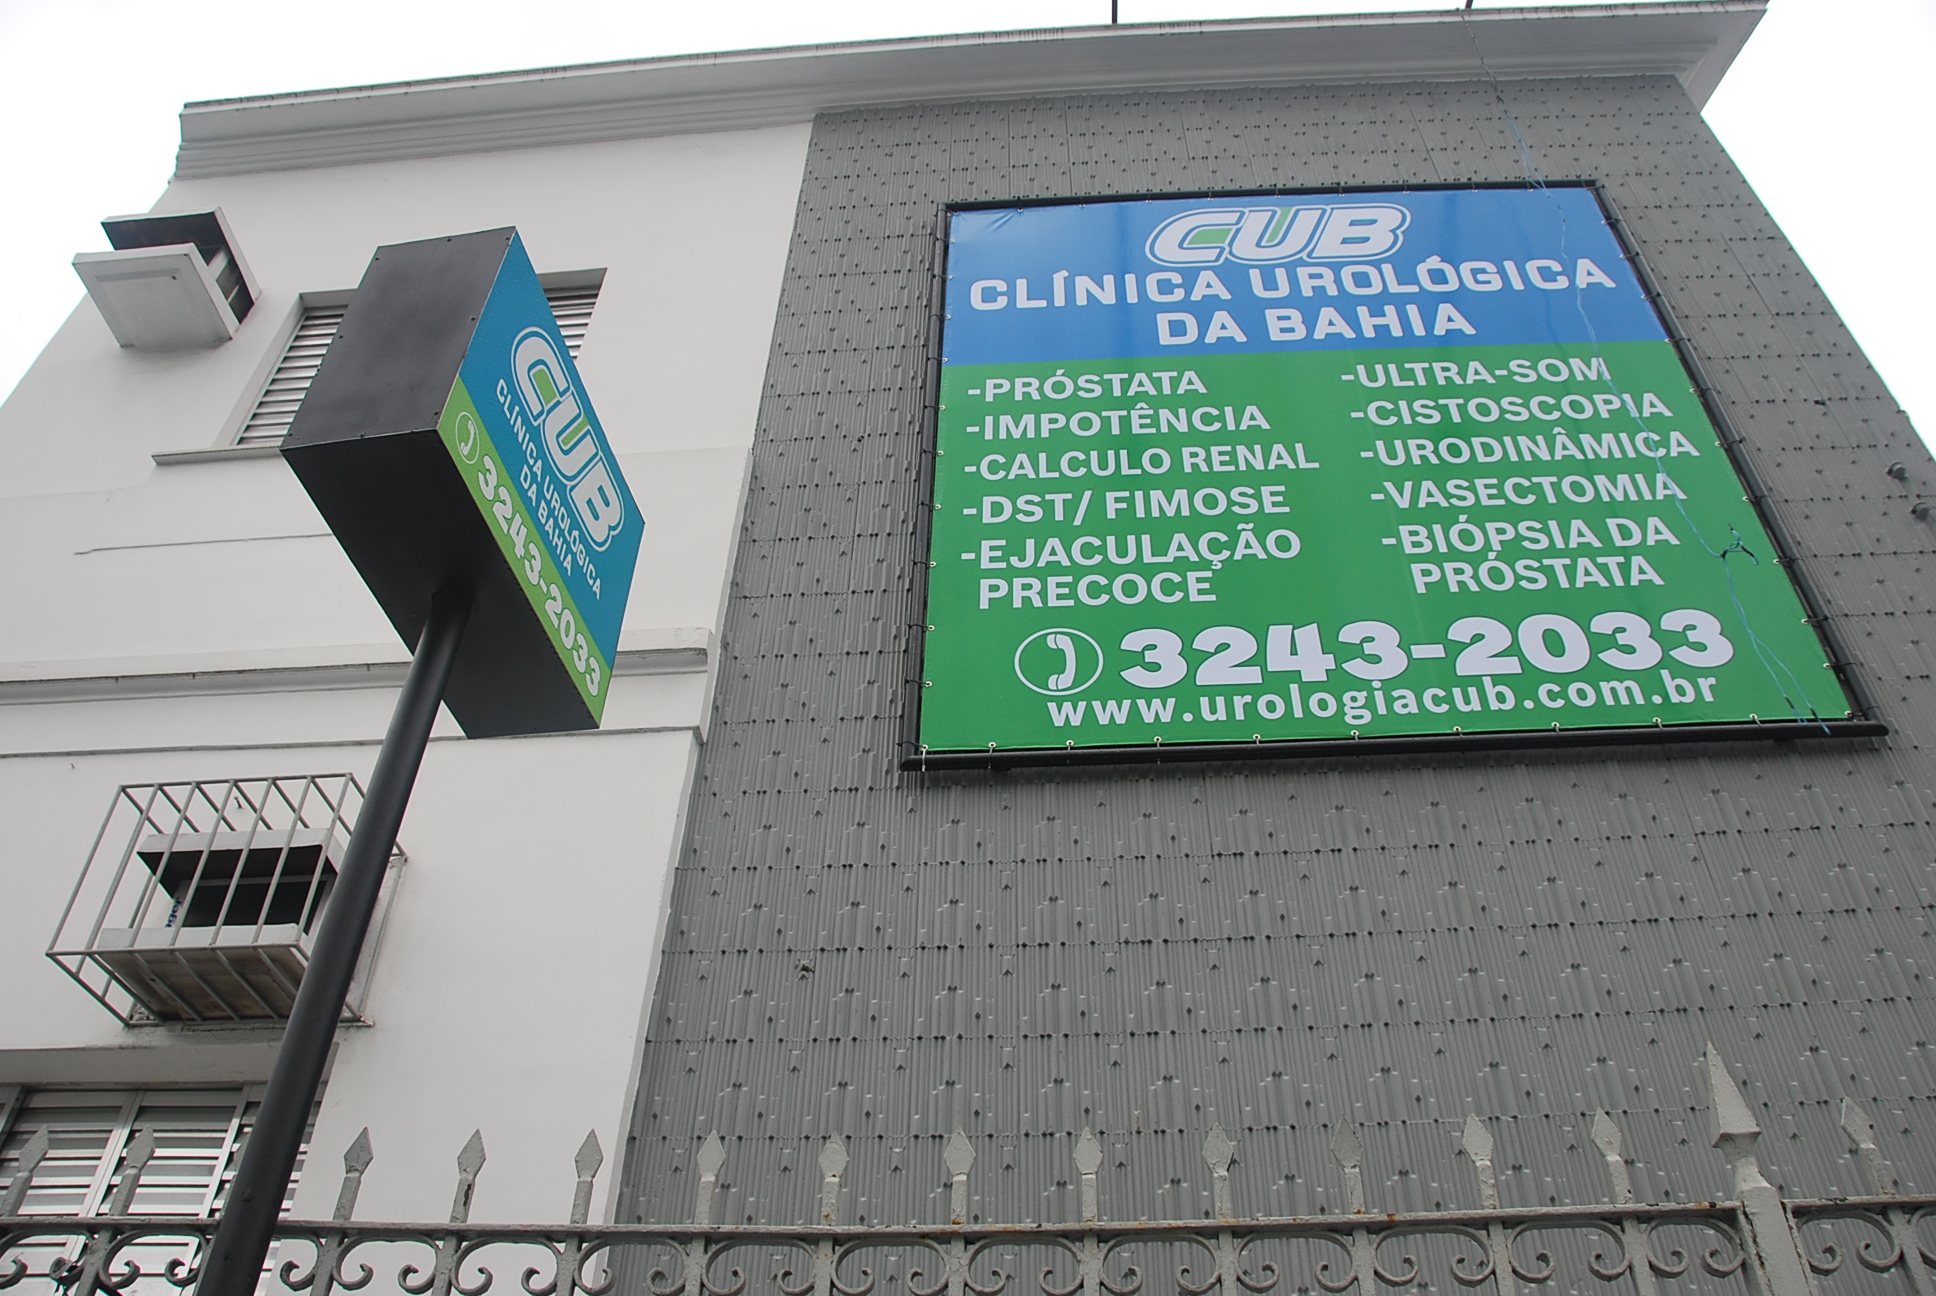 CUB
CLÍNICA UROLÓGICA
DA BAHIA
-PRÓSTATA
-IMPOTÊNCIA
-CALCULO RENAL
-DST/ FIMOSE
-EJACULAÇÃO
PRECOCE
-ULTRA-SOM
-CISTOSCOPIA
-URODINÂMICA
-VASECTOMIA
-BIÓPSIA DA
PRÓSTATA
3243-2033
www.urologiacub.com.br
CUB
CLÍNICA UROLÓGICA
DA BAHIA
3243-2033